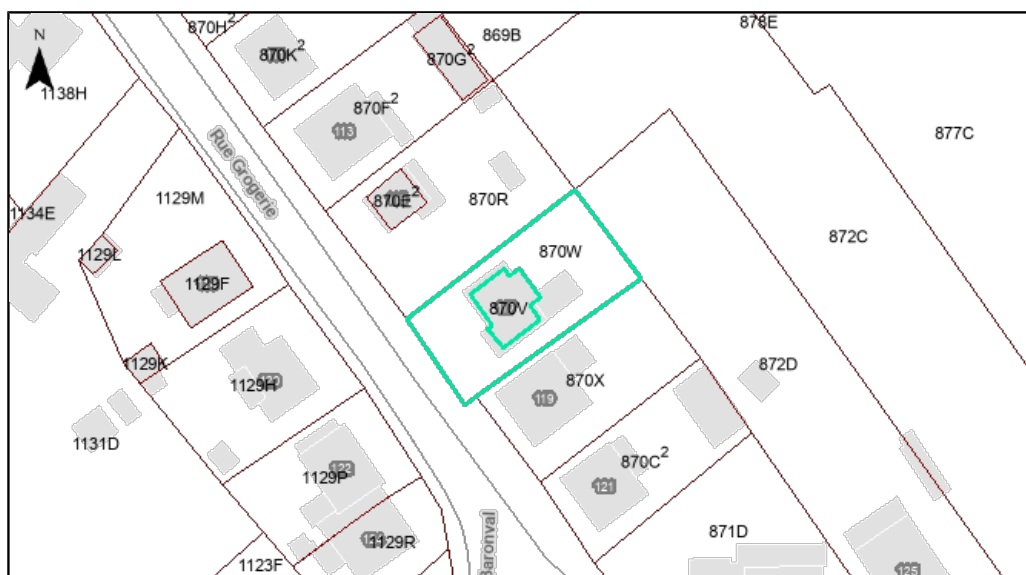 870H²
878E
869B
N
870K²
870G²
1138H
870F²
113
877C
Rue Grogerie
1129M
870E²
870R
1134E
872C
1129L
870W
1129F
870V
1129K
872D
1129H
870X
119
1131D
870C²
122
1129P
121
871D
1129R
1123F
Baronval
125